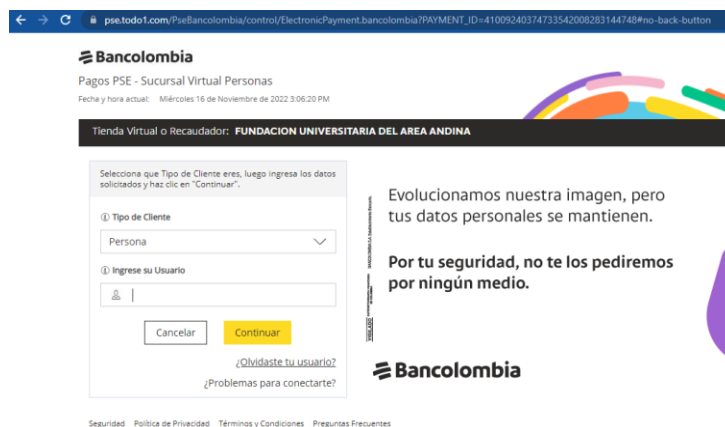 pse.todo1.com/PseBancolombia/control/ElectronicPayment.bancolombia?PAYMENT_ID=41009240374733542008283144748#no-back-button
Bancolombia
Pagos PSE - Sucursal Virtual Personas
Fecha y hora actual: Miércoles 16 de Noviembre de 2022 3:06:20 PM
Tienda Virtual o Recaudador: FUNDACION UNIVERSITARIA DEL AREA ANDINA
Selecciona que Tipo de Cliente eres, luego ingresa los datos
solicitados y haz clic en "Continuar".
Tipo de Cliente
Persona
Ingrese su Usuario
Cancelar
Continuar
¿Olvidaste tu usuario?
¿Problemas para conectarte?
Evolucionamos nuestra imagen, pero
tus datos personales se mantienen.
Por tu seguridad, no te los pediremos
por ningún medio.
VIGILADO
Bancolombia
Seguridad Política de Privacidad Términos y Condiciones Preguntas Frecuentes